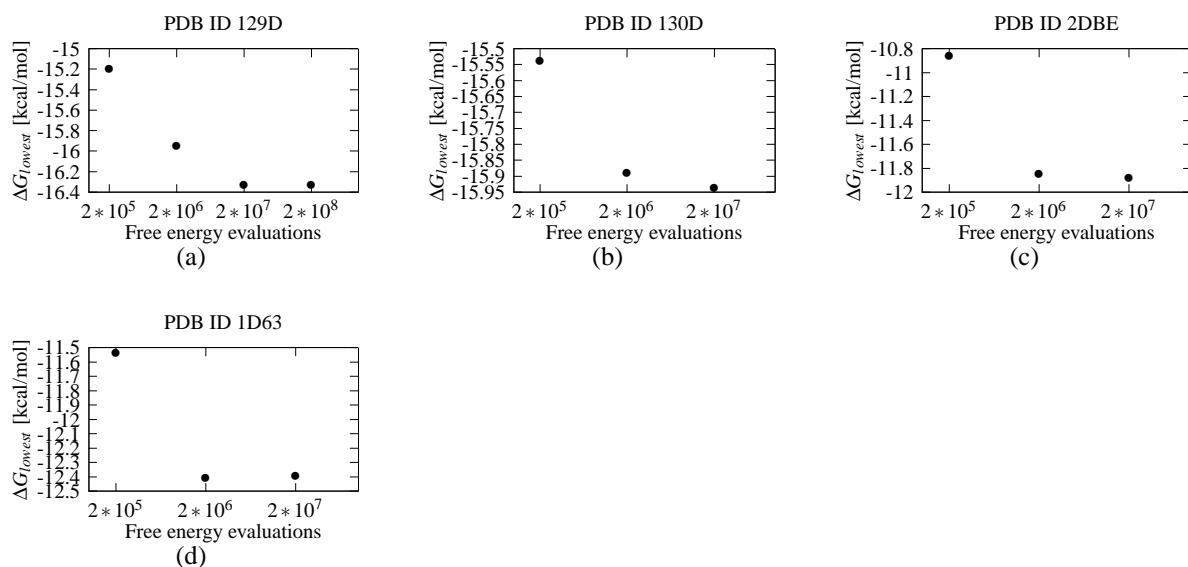 PDB ID 129D
ΔG_lowest [kcal/mol]
-15
-15.2
-15.4
-15.6
-15.8
-16
-16.2
-16.4
2 ∗ 10^5 2 ∗ 10^6 2 ∗ 10^7 2 ∗ 10^8
Free energy evaluations
(a)
PDB ID 130D
ΔG_lowest [kcal/mol]
-15.5
-15.55
-15.6
-15.65
-15.7
-15.75
-15.8
-15.85
-15.9
-15.95
2 ∗ 10^5 2 ∗ 10^6 2 ∗ 10^7
Free energy evaluations
(b)
PDB ID 2DBE
ΔG_lowest [kcal/mol]
-10.8
-11
-11.2
-11.4
-11.6
-11.8
-12
2 ∗ 10^5 2 ∗ 10^6 2 ∗ 10^7
Free energy evaluations
(c)
PDB ID 1D63
ΔG_lowest [kcal/mol]
-11.5
-11.6
-11.7
-11.8
-11.9
-12
-12.1
-12.2
-12.3
-12.4
-12.5
2 ∗ 10^5 2 ∗ 10^6 2 ∗ 10^7
Free energy evaluations
(d)